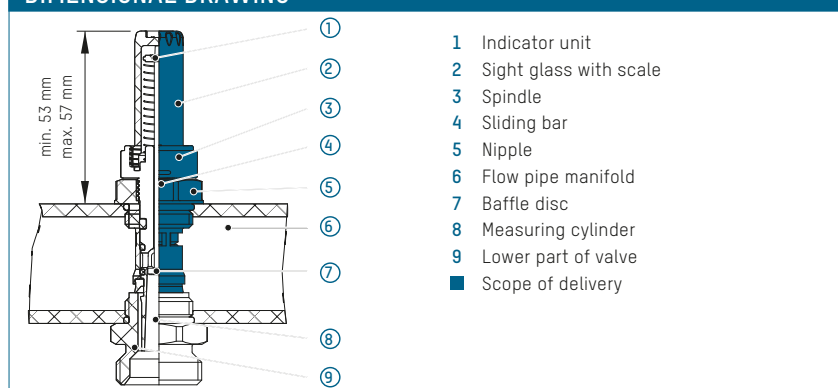 DIMENSIONAL DRAWING
min. 53 mm
max. 57 mm
1
2
3
4
5
6
7
8
9
1 Indicator unit
2 Sight glass with scale
3 Spindle
4 Sliding bar
5 Nipple
6 Flow pipe manifold
7 Baffle disc
8 Measuring cylinder
9 Lower part of valve
Scope of delivery